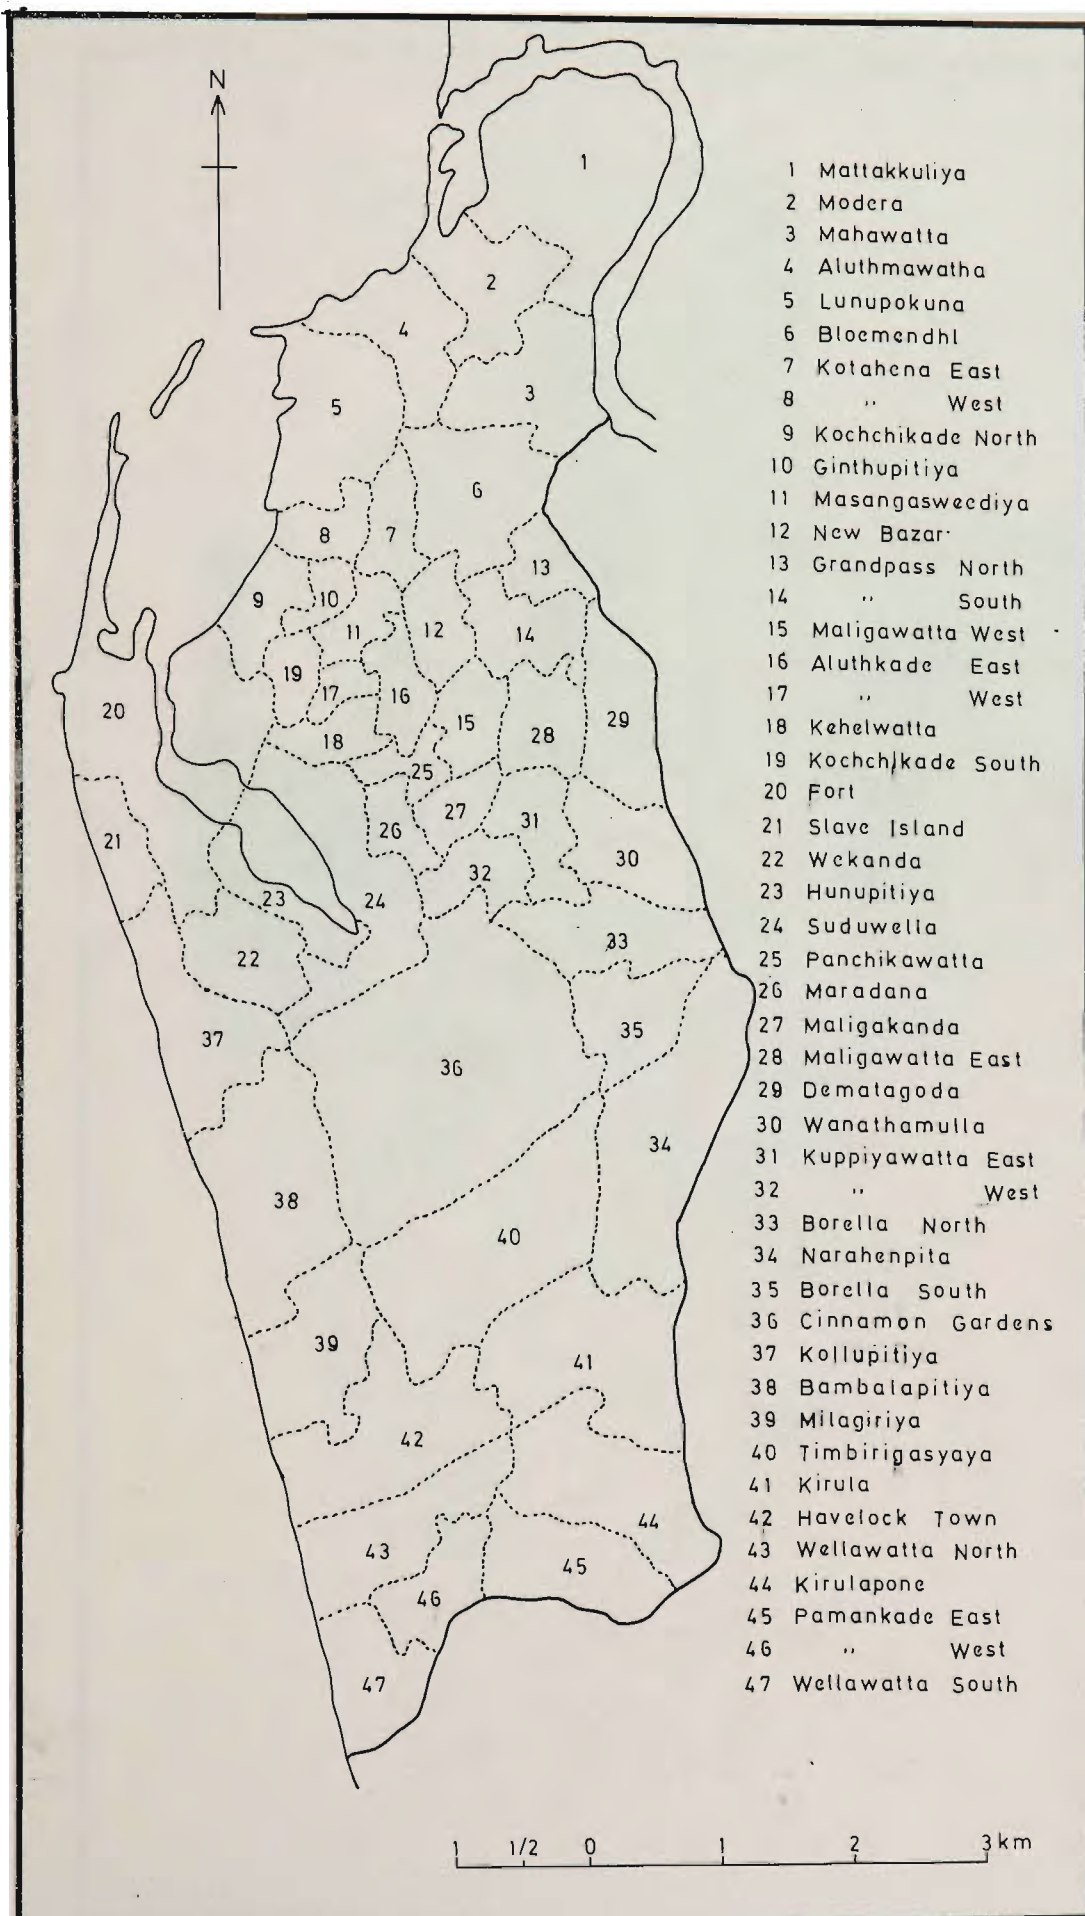 N
1 Mattakkuliya
2 Modera
3 Mahawatta
4 Aluthmawatha
5 Lunupokuna
6 Bloemendhl
7 Kotahena East
8 " West
9 Kochchikade North
10 Ginthupitiya
11 Masangasweediya
12 New Bazar
13 Grandpass North
14 " South
15 Maligawatta West
16 Aluthkade East
17 " West
18 Kehelwatta
19 Kochchikade South
20 Fort
21 Slave Island
22 Wekanda
23 Hunupitiya
24 Suduwella
25 Panchikawatta
26 Maradana
27 Maligakanda
28 Maligawatta East
29 Dematagoda
30 Wanathamulla
31 Kuppiyawatta East
32 " West
33 Borella North
34 Narahenpita
35 Borella South
36 Cinnamon Gardens
37 Kollupitiya
38 Bambalapitiya
39 Milagiriya
40 Timbirigasyaya
41 Kirula
42 Havelock Town
43 Wellawatta North
44 Kirulapone
45 Pamankade East
46 " West
47 Wellawatta South
1
2
4
5
3
6
8
7
13
9
10
11
12
14
19
17
16
20
18
15
28
29
25
21
26
27
31
30
32
23
24
22
33
37
35
36
34
38
40
39
41
42
44
43
45
46
47
1 1/2 0 1 2 3 km